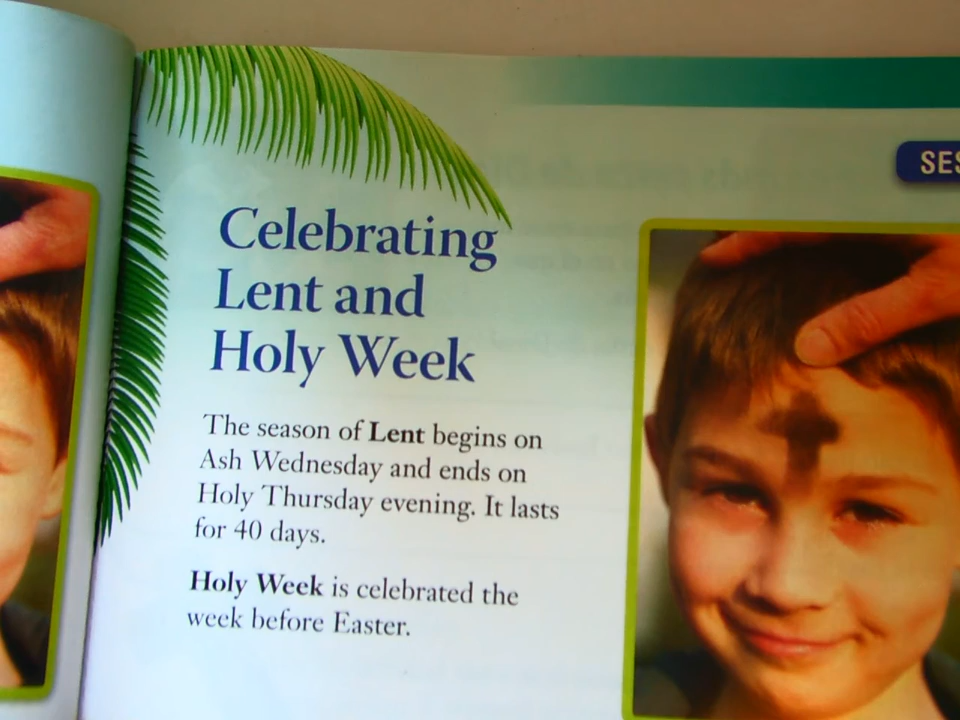 Celebrating
Lent and
Holy Week
The season of Lent begins on
Ash Wednesday and ends on
Holy Thursday evening. It lasts
for 40 days.
Holy Week is celebrated the
week before Easter.